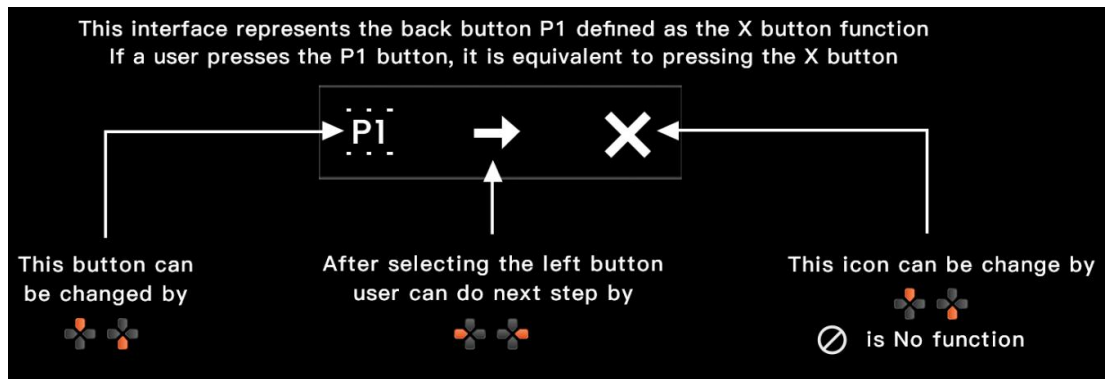 This interface represents the back button P1 defined as the X button function
If a user presses the P1 button, it is equivalent to pressing the X button
P1
This button can
be changed by
After selecting the left button
user can do next step by
This icon can be change by
is No function